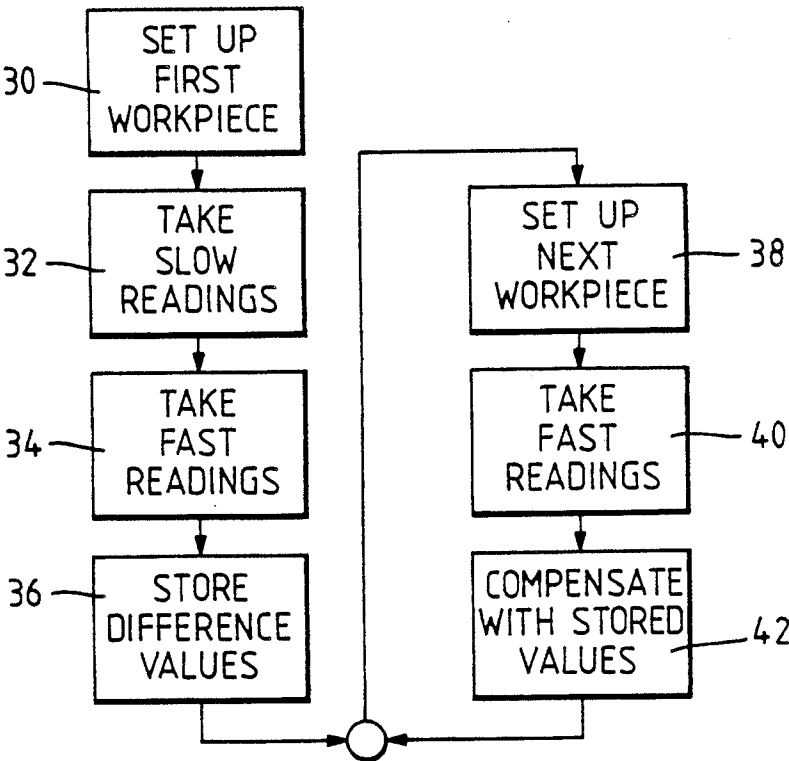 30
SET UP
FIRST
WORKPIECE
32
TAKE
SLOW
READINGS
34
TAKE
FAST
READINGS
36
STORE
DIFFERENCE
VALUES
SET UP
NEXT
WORKPIECE
38
TAKE
FAST
READINGS
40
COMPENSATE
WITH STORED
VALUES
42